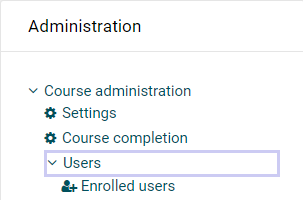 Administration
Course administration
Settings
Course completion
Users
Enrolled users